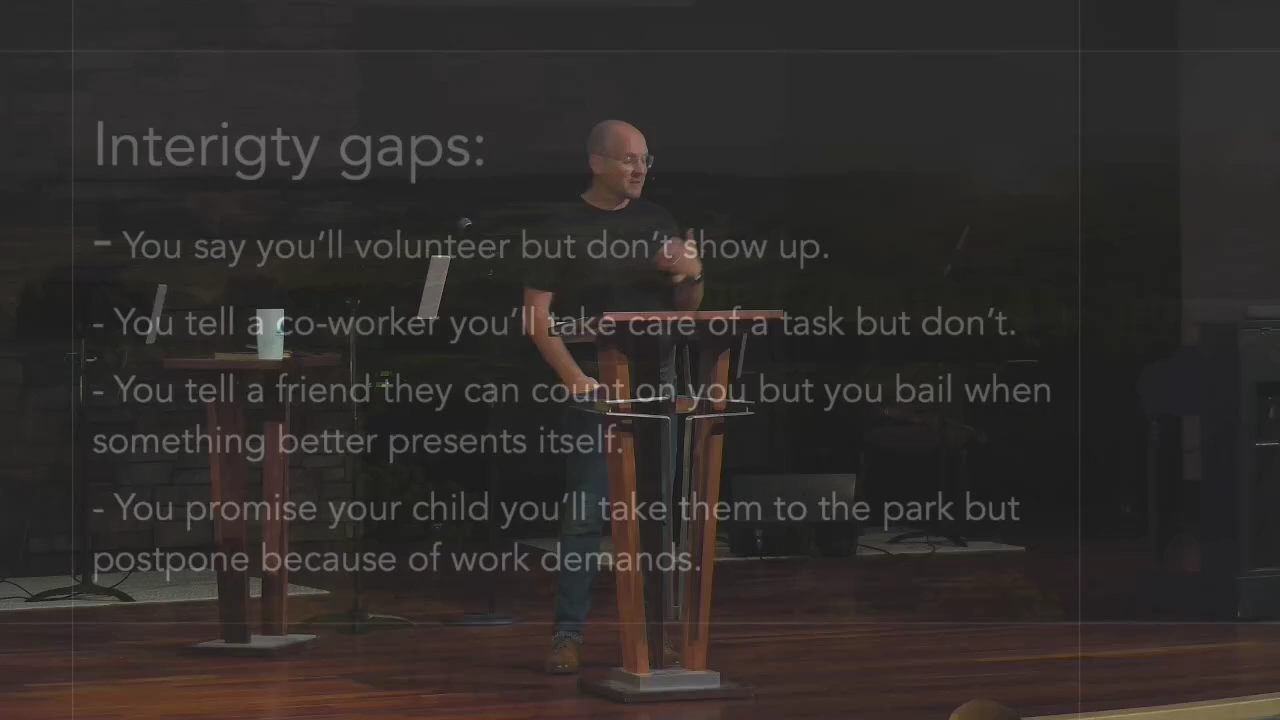 Interigty gaps:
- You say you’ll volunteer but don’t show up.
- You tell a co-worker you’ll take care of a task but don’t.
- You tell a friend they can count on you but you bail when
something better presents itself.
- You promise your child you’ll take them to the park but
postpone because of work demands.